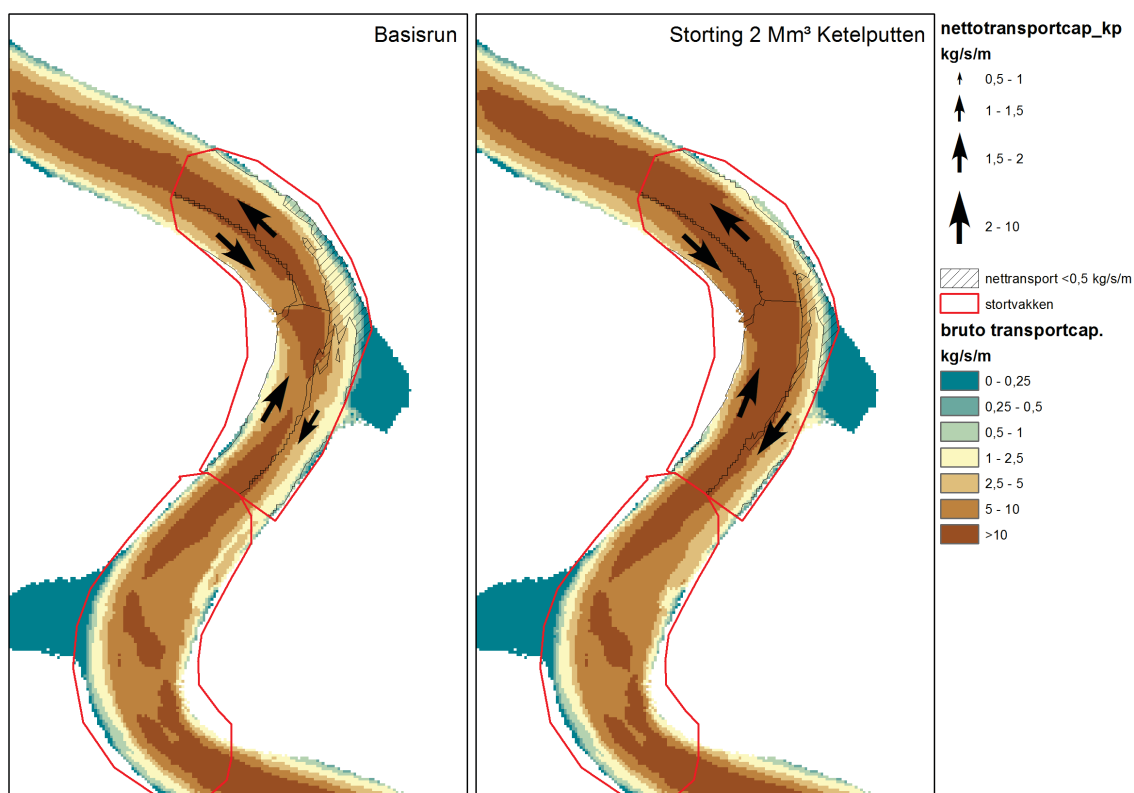 Basisrun
Storting 2 Mm³ Ketelputten
nettotransportcap_kp
kg/s/m
0,5 - 1
1 - 1,5
1,5 - 2
2 - 10
nettransport <0,5 kg/s/m
stortvakken
bruto transportcap.
kg/s/m
0 - 0,25
0,25 - 0,5
0,5 - 1
1 - 2,5
2,5 - 5
5 - 10
>10